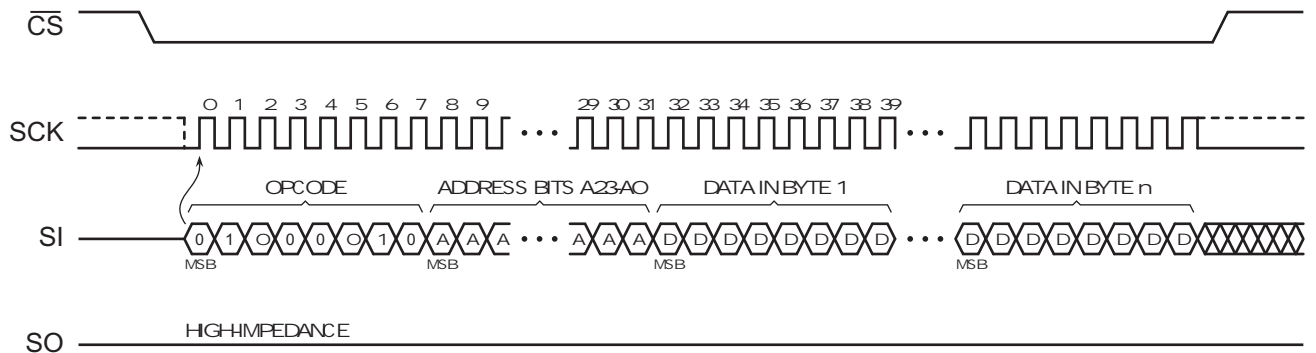 CS
0 1 2 3 4 5 6 7 8 9 29 30 31 32 33 34 35 36 37 38 39
SCK
OPCODE ADDRESS BITS A23-A0 DATA IN BYTE 1 DATA IN BYTE n
SI 0 1 0 0 0 0 1 0 A A A A A A D D D D D D D D D D D D D D D D
MSB MSB MSB MSB
HIGH-IMPEDANCE
SO